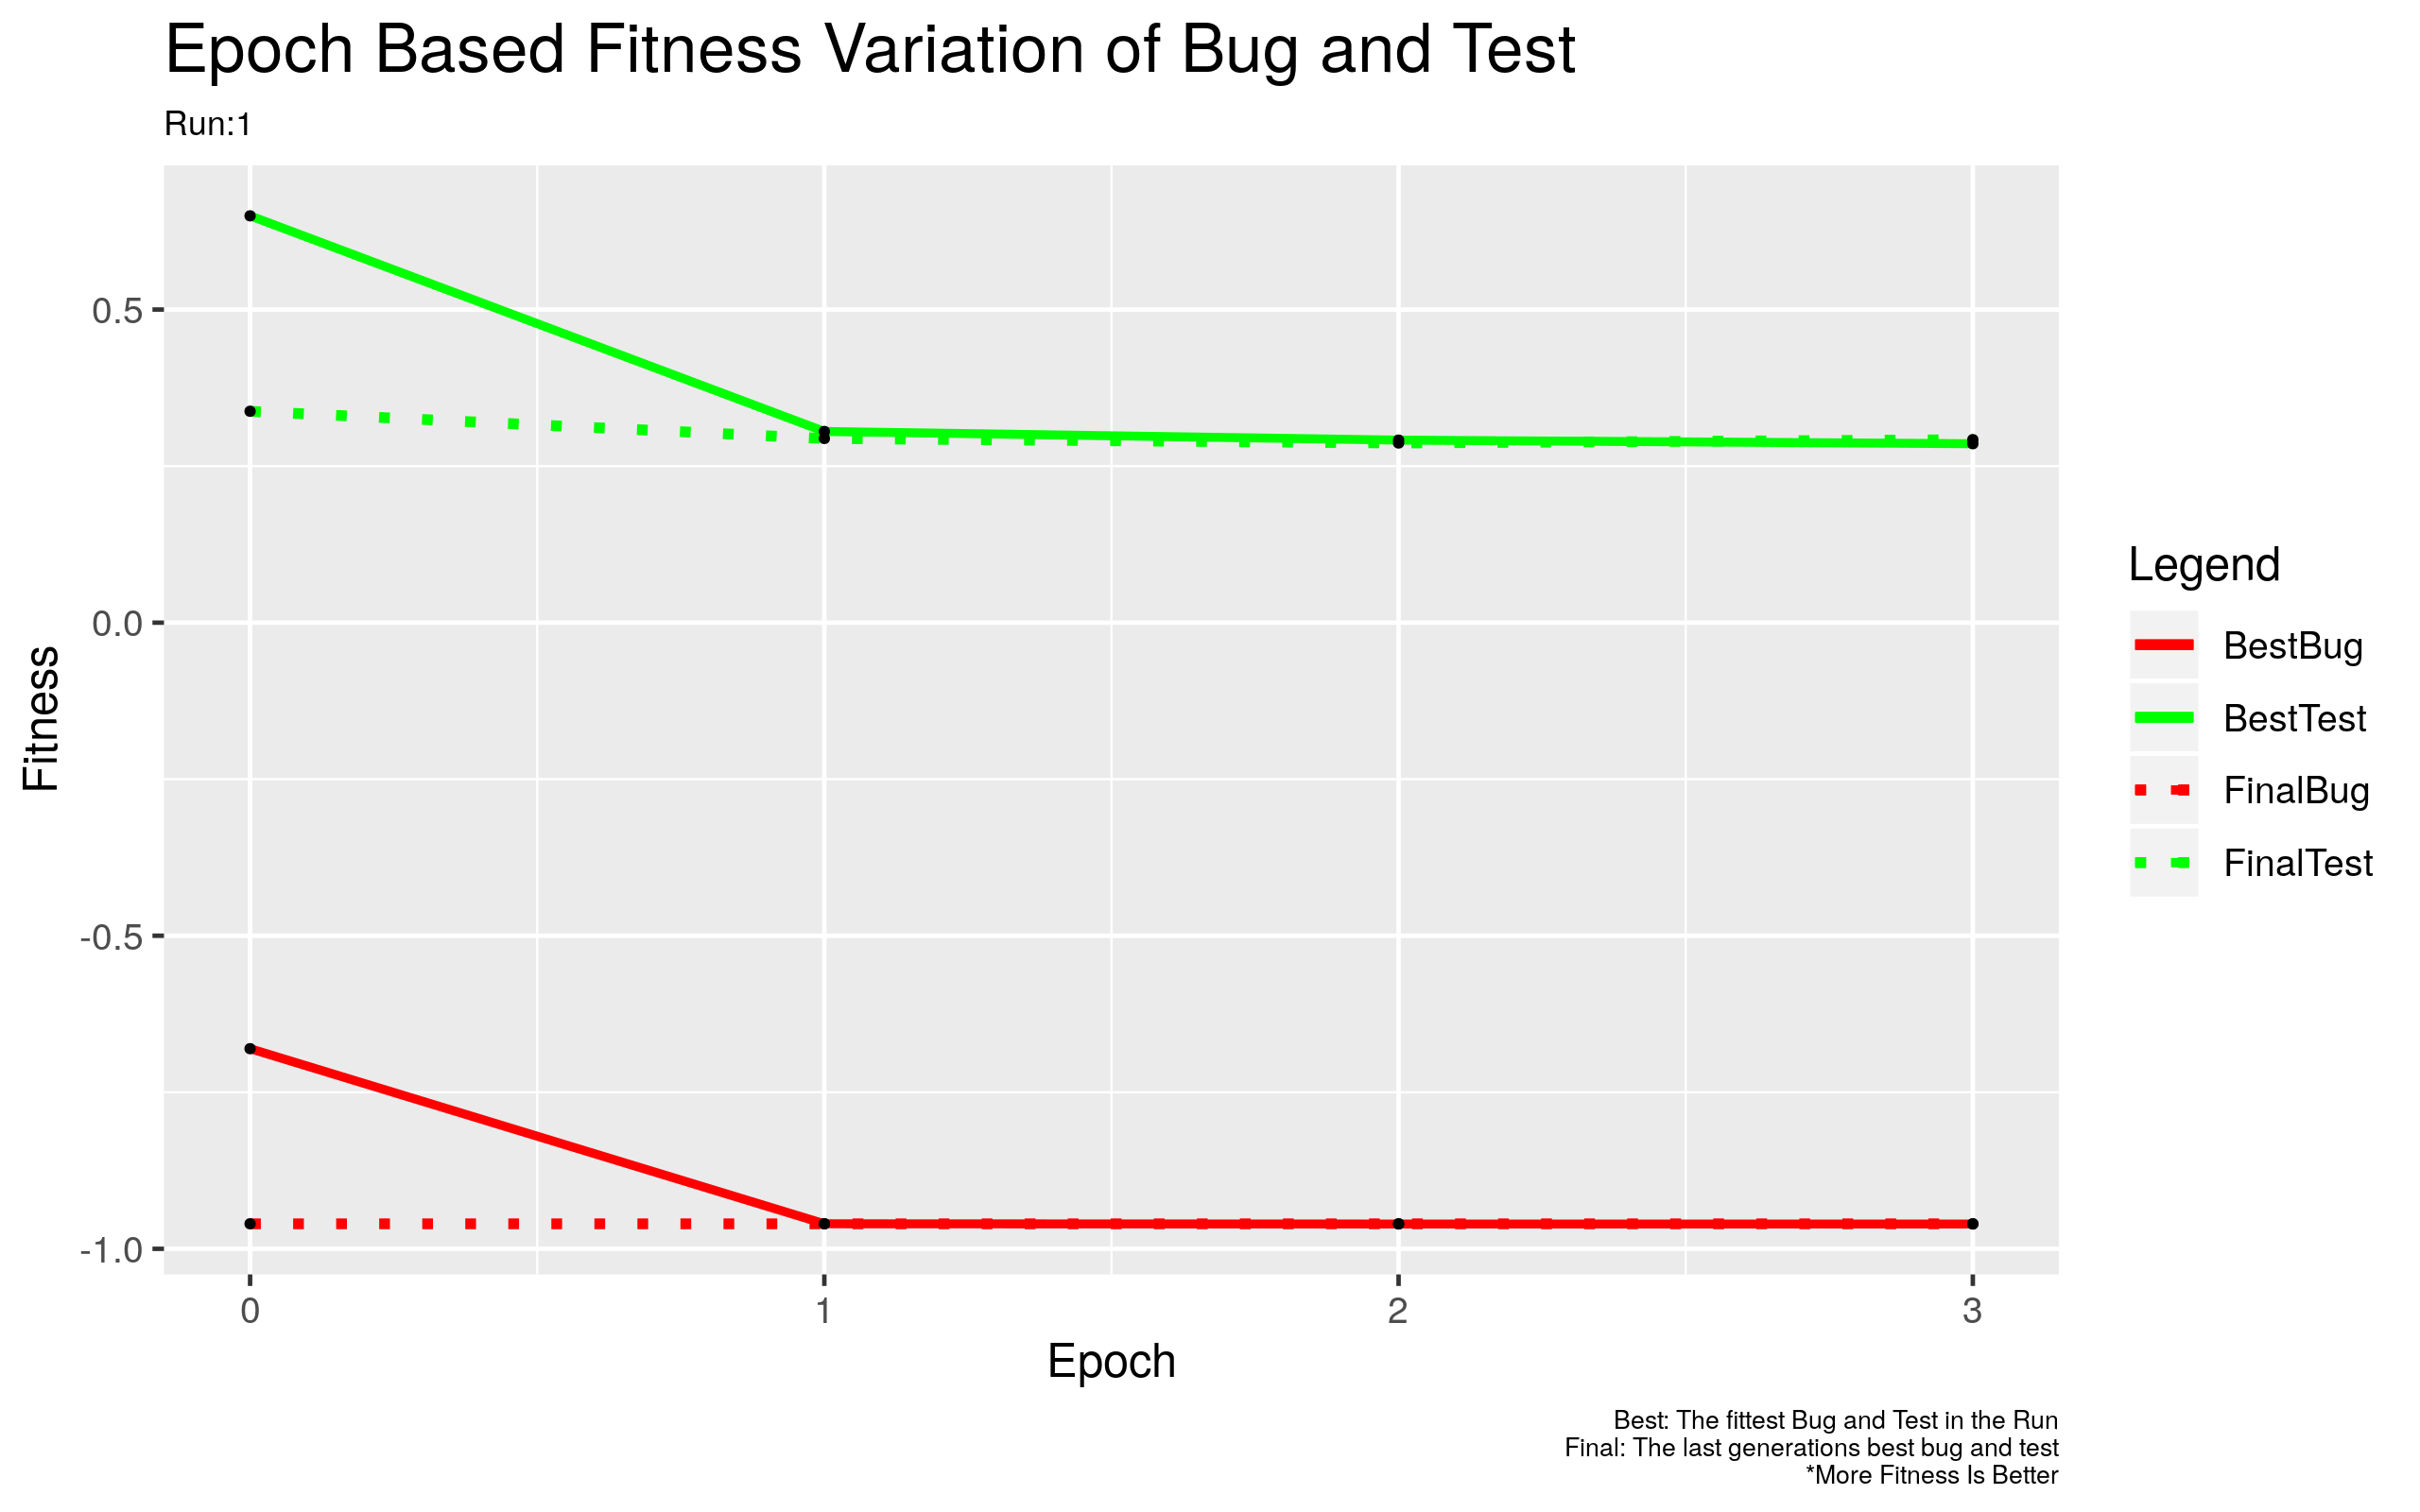 Epoch Based Fitness Variation of Bug and Test
Run:1
0.5
0.0
-0.5
-1.0
Fitness
0
1
2
3
Epoch
Legend
BestBug
BestTest
FinalBug
FinalTest
Best: The fittest Bug and Test in the Run
Final: The last generations best bug and test
*More Fitness Is Better